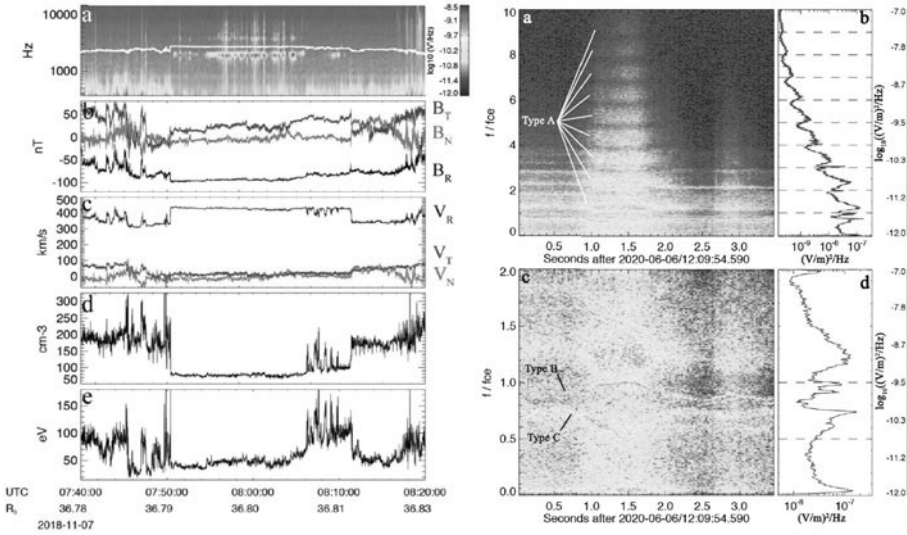 a
10000
1000
Hz
-8.5
-9.1
-9.7
-10.2
-10.8
-11.4
-12.0
log10 (V/m)²/Hz
b
50
0
-50
-100
nT
B_T
B_N
B_R
c
400
300
200
100
0
km/s
V_R
V_T
V_N
d
300
250
200
150
100
50
cm-3
e
150
100
50
eV
UTC 07:40:00 07:50:00 08:00:00 08:10:00 08:20:00
36.78 36.79 36.80 36.81 36.83
2018-11-07
a
10
8
6
4
2
0
f / fce
Type A
0.5 1.0 1.5 2.0 2.5 3.0
Seconds after 2020-06-06/12:09:54.590
b
-7.0
-7.8
-8.7
-9.5
-10.3
-11.2
-12.0
log₁₀((V/m)²/Hz)
10⁻⁹ 10⁻⁸ 10⁻⁷
(V/m)²/Hz
c
2.0
1.5
1.0
0.5
0.0
f / fce
Type B
Type C
0.5 1.0 1.5 2.0 2.5 3.0
Seconds after 2020-06-06/12:09:54.590
d
-7.0
-7.8
-8.7
-9.5
-10.3
-11.2
-12.0
log₁₀((V/m)²/Hz)
10⁻⁸ 10⁻⁷
(V/m)²/Hz